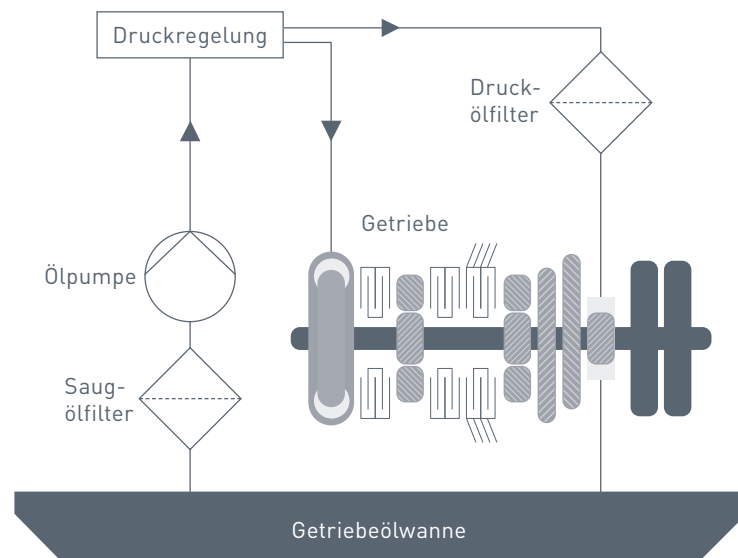 Druckregelung
Druck-
ölfilter
Getriebe
Ölpumpe
Saug-
ölfilter
Getriebeölwanne